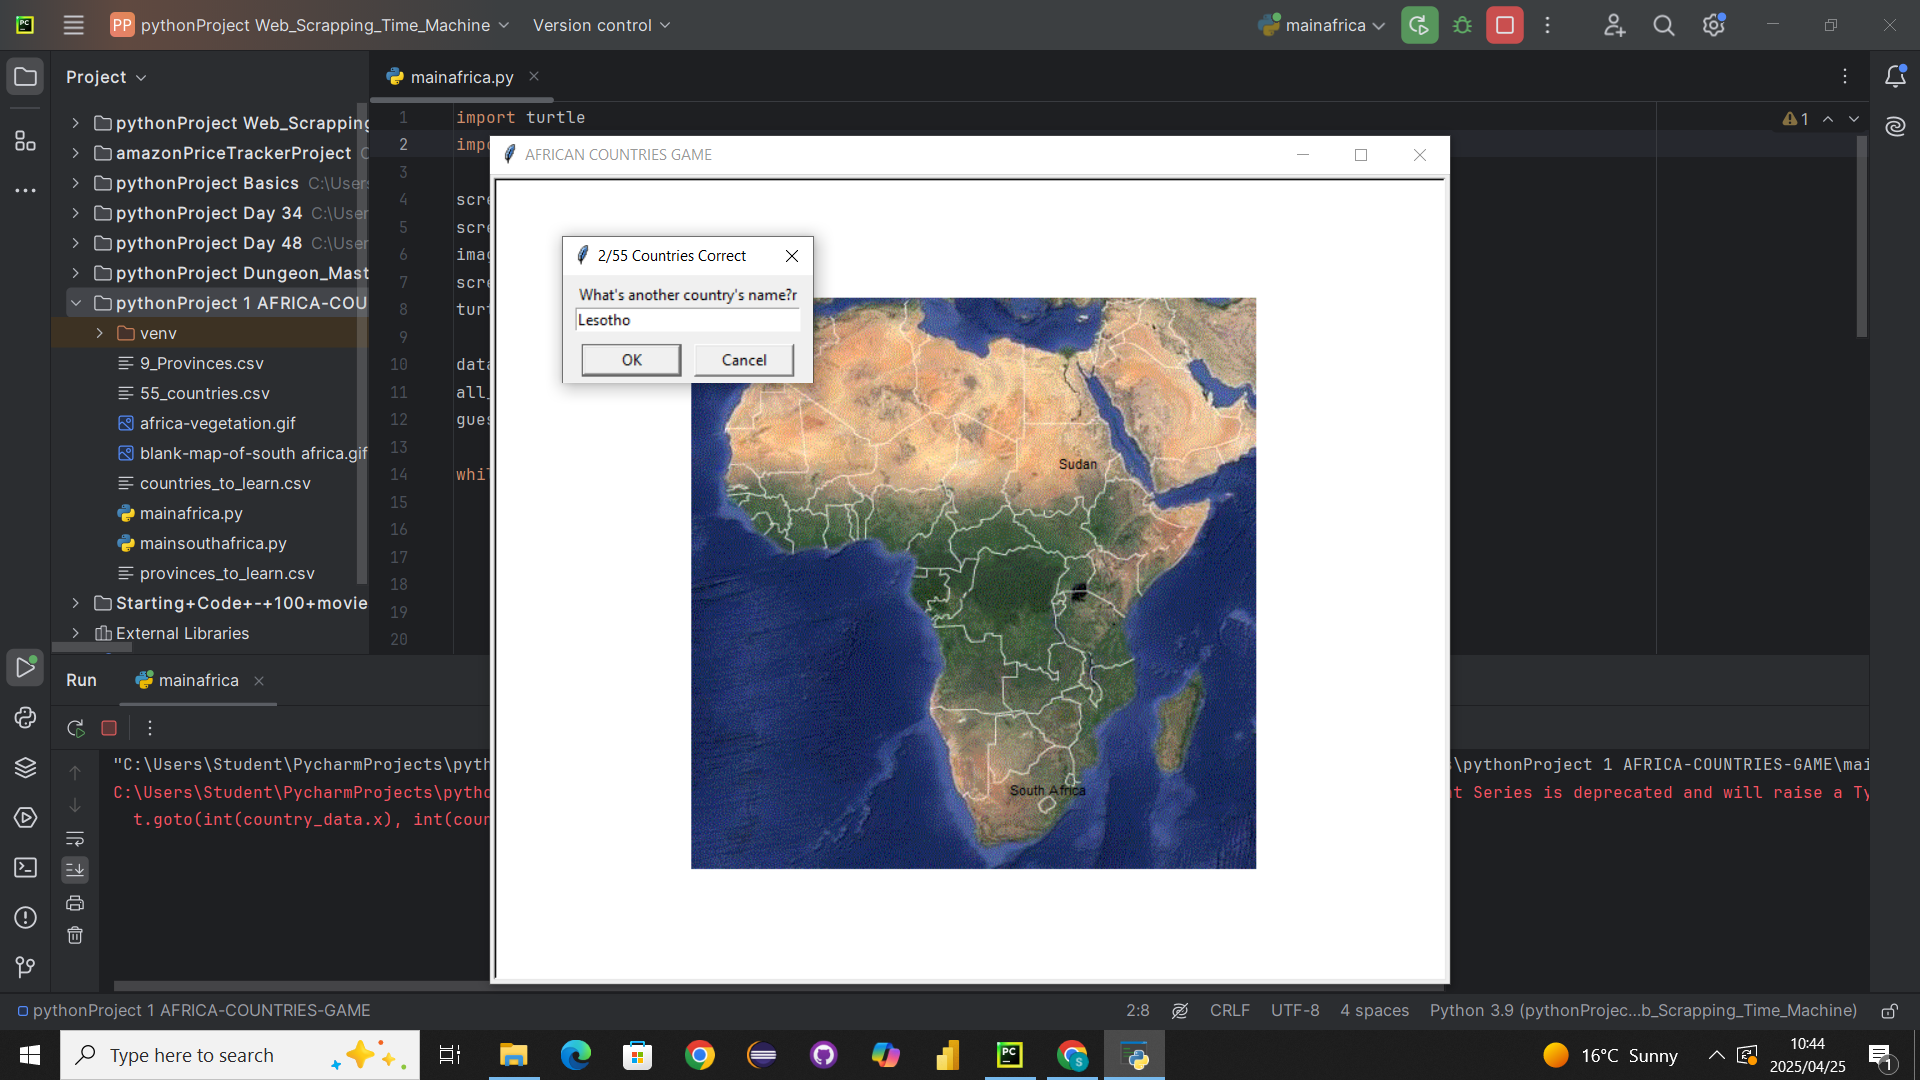 PP pythonProject Web_Scrapping_Time_Machine Version control mainafrica
Project
mainafrica.py
pythonProject Web_Scrapping
amazonPriceTrackerProject
pythonProject Basics C:\User
pythonProject Day 34 C:\User
pythonProject Day 48 C:\User
pythonProject Dungeon_Mast
pythonProject 1 AFRICA-COU
venv
9_Provinces.csv
55_countries.csv
africa-vegetation.gif
blank-map-of-south africa.gif
countries_to_learn.csv
mainafrica.py
mainsouthafrica.py
provinces_to_learn.csv
Starting+Code+-+100+movie
External Libraries
1 import turtle
2 impo
3
4 scre
5 scre
6 imag
7 scre
8 turt
9
10 data
11 all_
12 gues
13
14 whil
15
16
17
18
19
20
1
AFRICAN COUNTRIES GAME
2/55 Countries Correct
What's another country's name?r
Lesotho
OK Cancel
Sudan
South Africa
Run mainafrica
"C:\Users\Student\PycharmProjects\pyth
s\pythonProject 1 AFRICA-COUNTRIES-GAME\mai
C:\Users\Student\PycharmProjects\pytho
nt Series is deprecated and will raise a Ty
t.goto(int(country_data.x), int(coun
pythonProject 1 AFRICA-COUNTRIES-GAME
2:8 CRLF UTF-8 4 spaces Python 3.9 (pythonProjec...b_Scrapping_Time_Machine)
Type here to search
16°C Sunny
10:44
2025/04/25
1